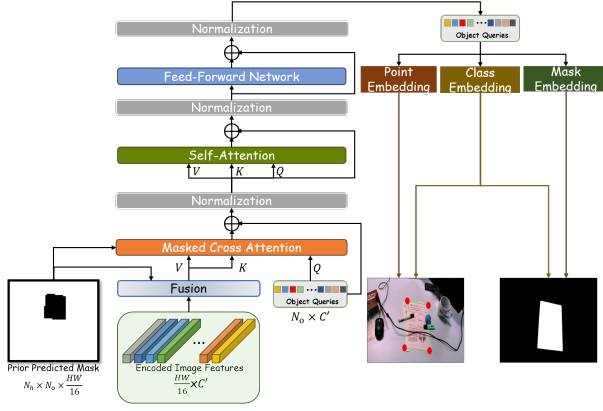 Normalization
Object Queries
Feed-Forward Network
Point Embedding
Class Embedding
Mask Embedding
Normalization
Self-Attention
V K Q
Normalization
Masked Cross Attention
V K Q
Fusion
Object Queries
N_o × C′
Prior Predicted Mask
N_h × N_o × HW/16
Encoded Image Features
HW/16 × C′